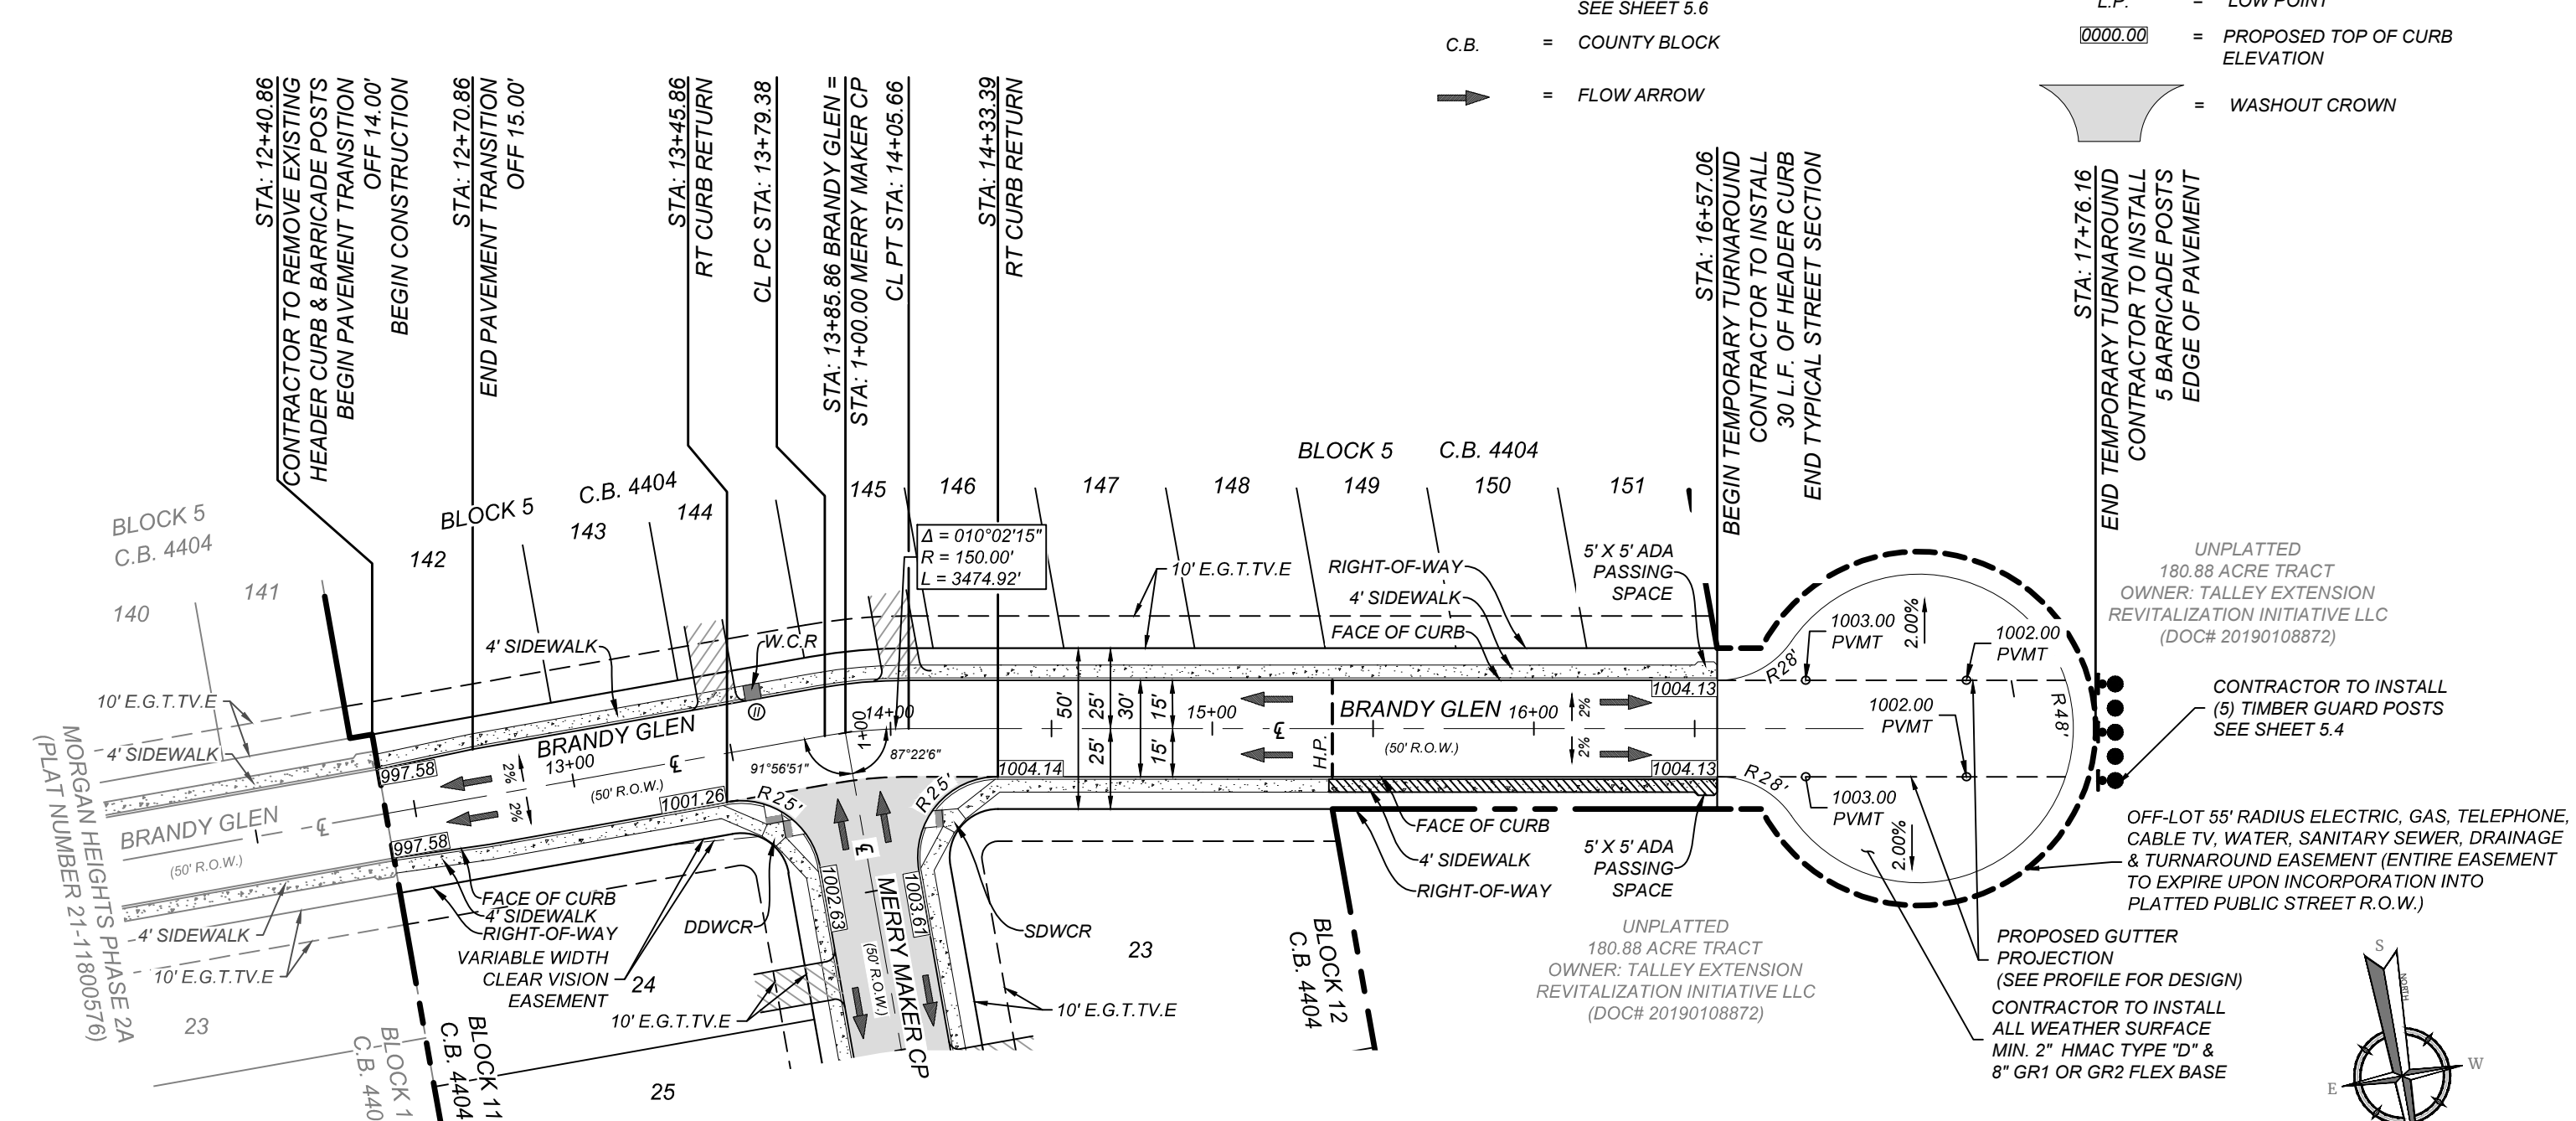 SEE SHEET 5.6
C.B. = COUNTY BLOCK
= FLOW ARROW
L.P. = LOW POINT
0000.00 = PROPOSED TOP OF CURB
ELEVATION
= WASHOUT CROWN
STA: 12+40.86
CONTRACTOR TO REMOVE EXISTING
HEADER CURB & BARRICADE POSTS
BEGIN PAVEMENT TRANSITION
OFF 14.00'
BEGIN CONSTRUCTION
STA: 12+70.86
END PAVEMENT TRANSITION
OFF 15.00'
STA: 13+45.86
RT CURB RETURN
CL PC STA: 13+79.38
STA: 13+85.86 BRANDY GLEN =
STA: 1+00.00 MERRY MAKER CP
CL PT STA: 14+05.66
STA: 14+33.39
RT CURB RETURN
STA: 16+57.06
BEGIN TEMPORARY TURNAROUND
CONTRACTOR TO INSTALL
30 L.F. OF HEADER CURB
END TYPICAL STREET SECTION
STA: 17+76.16
END TEMPORARY TURNAROUND
CONTRACTOR TO INSTALL
5 BARRICADE POSTS
EDGE OF PAVEMENT
BLOCK 5
C.B. 4404
140
141
BLOCK 5
C.B. 4404
142
143
144
145
146
147
148
149
150
151
BLOCK 5
C.B. 4404
Δ = 010°02'15"
R = 150.00'
L = 3474.92'
10' E.G.T.TV.E
RIGHT-OF-WAY
4' SIDEWALK
FACE OF CURB
5' X 5' ADA
PASSING
SPACE
4' SIDEWALK
W.C.R
10' E.G.T.TV.E
4' SIDEWALK
MORGAN HEIGHTS PHASE 2A
(PLAT NUMBER 21-11800576)
BRANDY GLEN
(50' R.O.W.)
℄
4' SIDEWALK
10' E.G.T.TV.E
23
BLOCK 1
C.B. 440
BLOCK 11
C.B. 4404
997.58
997.58
2%
2%
BRANDY GLEN
13+00
(50' R.O.W.)
℄
1001.26
II
14+00
1+00
91°56'51"
87°22'6"
R25'
R25'
1004.14
50'
25'
25'
30'
15'
15'
15+00
℄
H.P.
BRANDY GLEN
(50' R.O.W.)
16+00
2%
2%
1004.13
1004.13
R28'
R28'
1003.00
PVMT
2.00%
1002.00
PVMT
1002.00
PVMT
1003.00
PVMT
2.00%
R48'
UNPLATTED
180.88 ACRE TRACT
OWNER: TALLEY EXTENSION
REVITALIZATION INITIATIVE LLC
(DOC# 20190108872)
CONTRACTOR TO INSTALL
(5) TIMBER GUARD POSTS
SEE SHEET 5.4
OFF-LOT 55' RADIUS ELECTRIC, GAS, TELEPHONE,
CABLE TV, WATER, SANITARY SEWER, DRAINAGE
& TURNAROUND EASEMENT (ENTIRE EASEMENT
TO EXPIRE UPON INCORPORATION INTO
PLATTED PUBLIC STREET R.O.W.)
PROPOSED GUTTER
PROJECTION
(SEE PROFILE FOR DESIGN)
CONTRACTOR TO INSTALL
ALL WEATHER SURFACE
MIN. 2" HMAC TYPE "D" &
8" GR1 OR GR2 FLEX BASE
FACE OF CURB
4' SIDEWALK
RIGHT-OF-WAY
VARIABLE WIDTH
CLEAR VISION
EASEMENT
24
DDWCR
10' E.G.T.TV.E
25
℄
1002.63
1003.61
MERRY MAKER CP
(50' R.O.W.)
SDWCR
23
10' E.G.T.TV.E
BLOCK 12
C.B. 4404
FACE OF CURB
4' SIDEWALK
RIGHT-OF-WAY
5' X 5' ADA
PASSING
SPACE
UNPLATTED
180.88 ACRE TRACT
OWNER: TALLEY EXTENSION
REVITALIZATION INITIATIVE LLC
(DOC# 20190108872)
S
NORTH
W
E